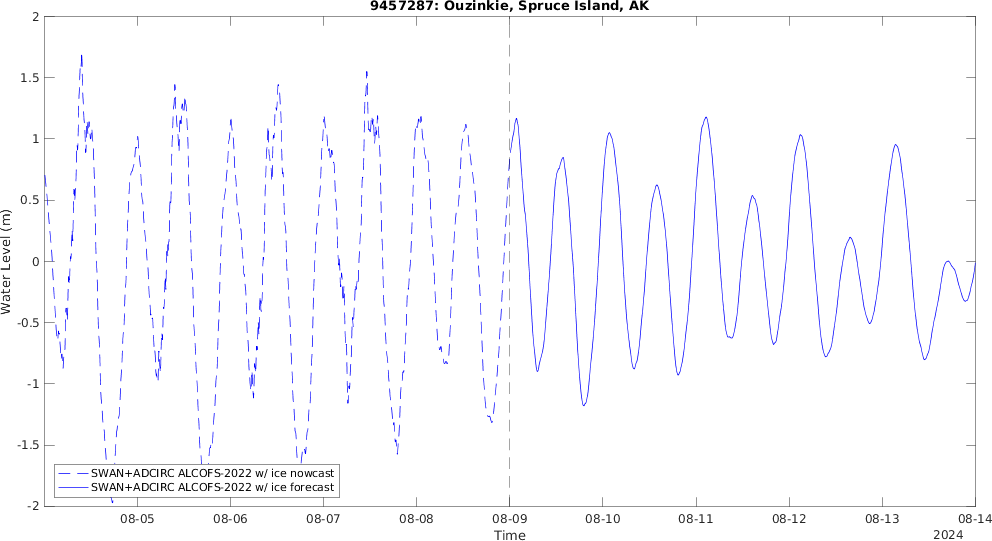 9457287: Ouzinkie, Spruce Island, AK
2
1.5
1
0.5
0
-0.5
-1
-1.5
-2
Water Level (m)
SWAN+ADCIRC ALCOFS-2022 w/ ice nowcast
SWAN+ADCIRC ALCOFS-2022 w/ ice forecast
08-05 08-06 08-07 08-08 08-09 08-10 08-11 08-12 08-13 08-14
Time
2024